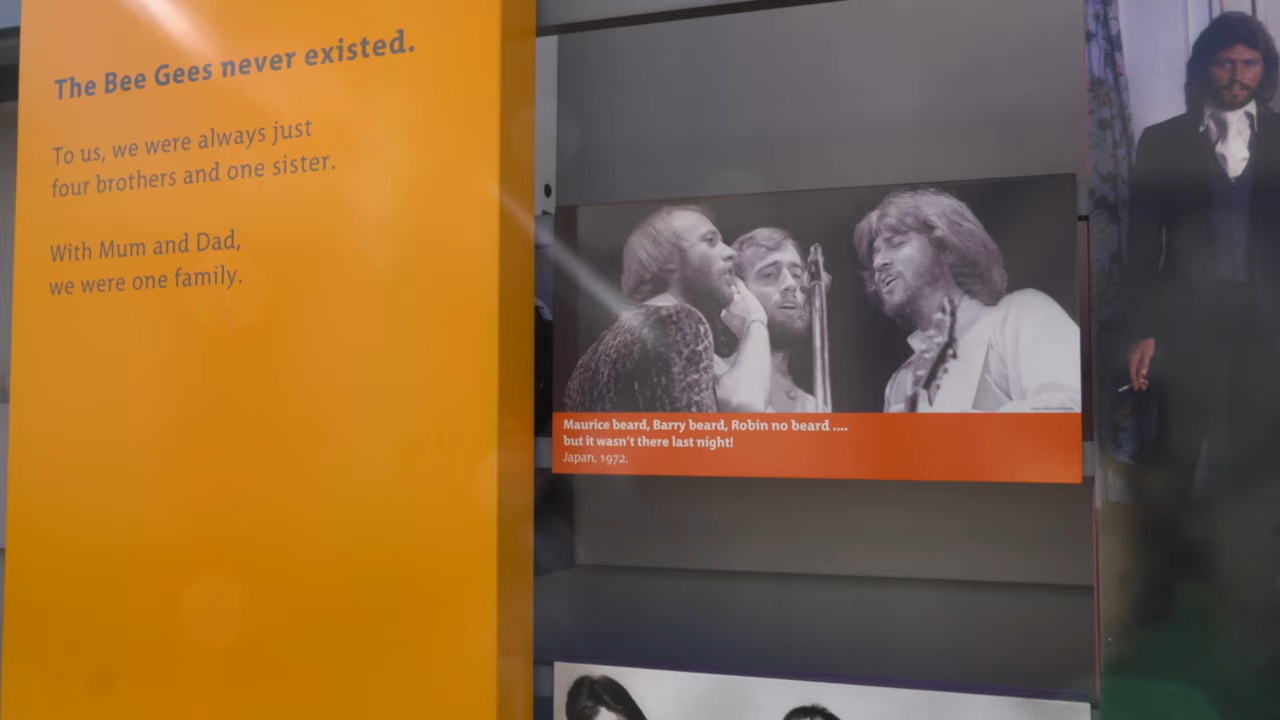 The Bee Gees never existed.
To us, we were always just
four brothers and one sister.
With Mum and Dad,
we were one family.
Maurice beard, Barry beard, Robin no beard ....
but it wasn't there last night!
Japan, 1972.